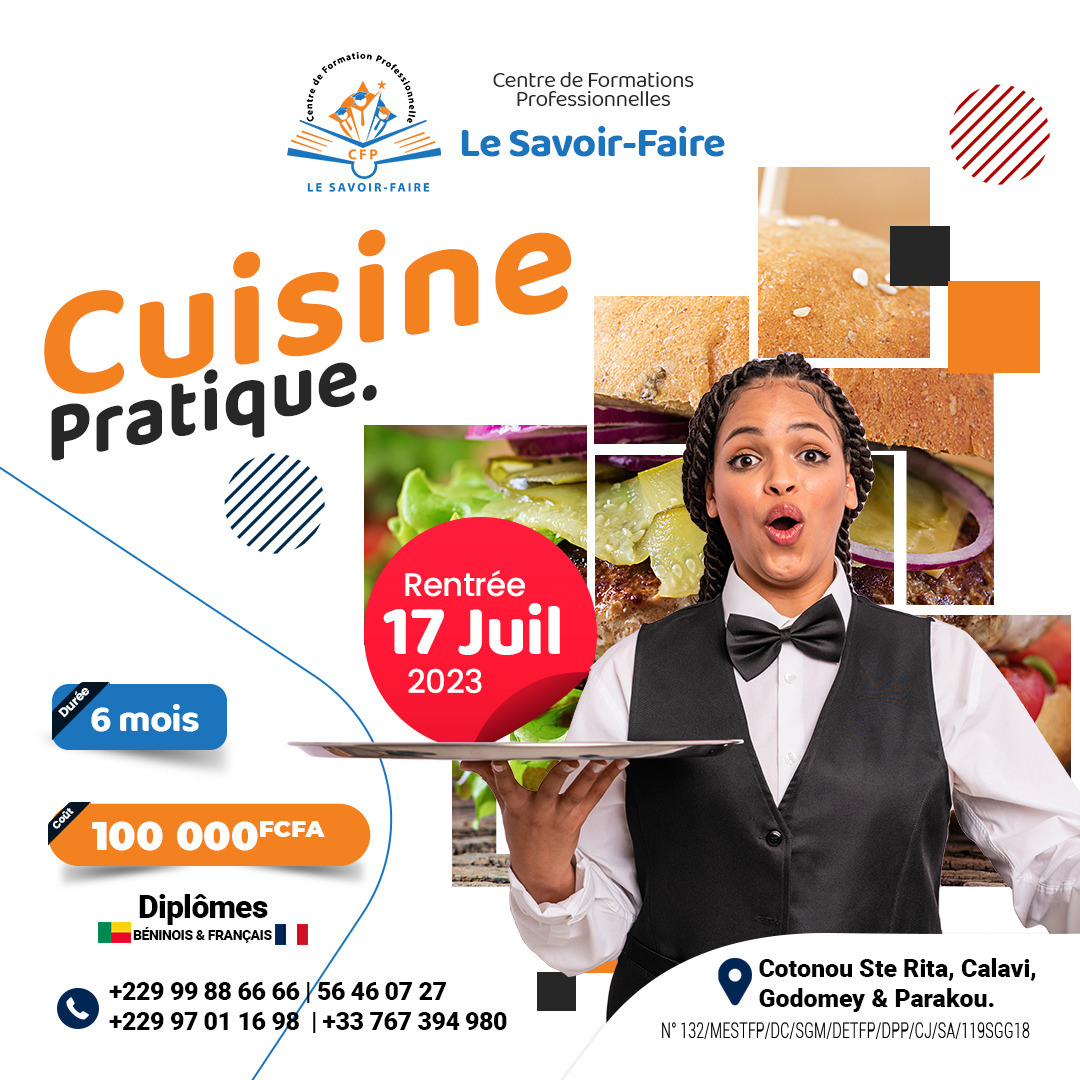 Centre de Formation Professionnelle
CFP
LE SAVOIR-FAIRE
Centre de Formations
Professionnelles
Le Savoir-Faire
Cuisine
Pratique.
Rentrée
17 Juil
2023
Durée
6 mois
Coût
100 000 FCFA
Diplômes
BÉNINOIS & FRANÇAIS
+229 99 88 66 66 | 56 46 07 27
+229 97 01 16 98 | +33 767 394 980
Cotonou Ste Rita, Calavi,
Godomey & Parakou.
N° 132/MESTFP/DC/SGM/DETFP/DPP/CJ/SA/119SGG18